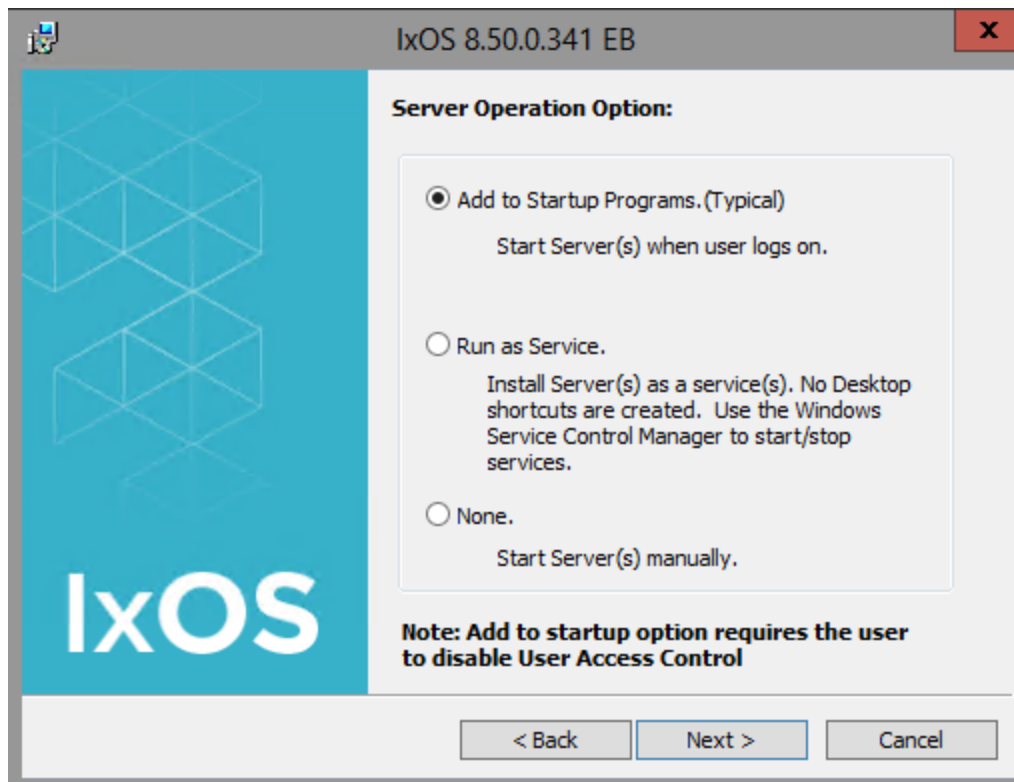 IxOS 8.50.0.341 EB
x
Server Operation Option:
Add to Startup Programs.(Typical)
Start Server(s) when user logs on.
Run as Service.
Install Server(s) as a service(s). No Desktop
shortcuts are created.  Use the Windows
Service Control Manager to start/stop
services.
None.
Start Server(s) manually.
IxOS
Note: Add to startup option requires the user
to disable User Access Control
< Back
Next >
Cancel